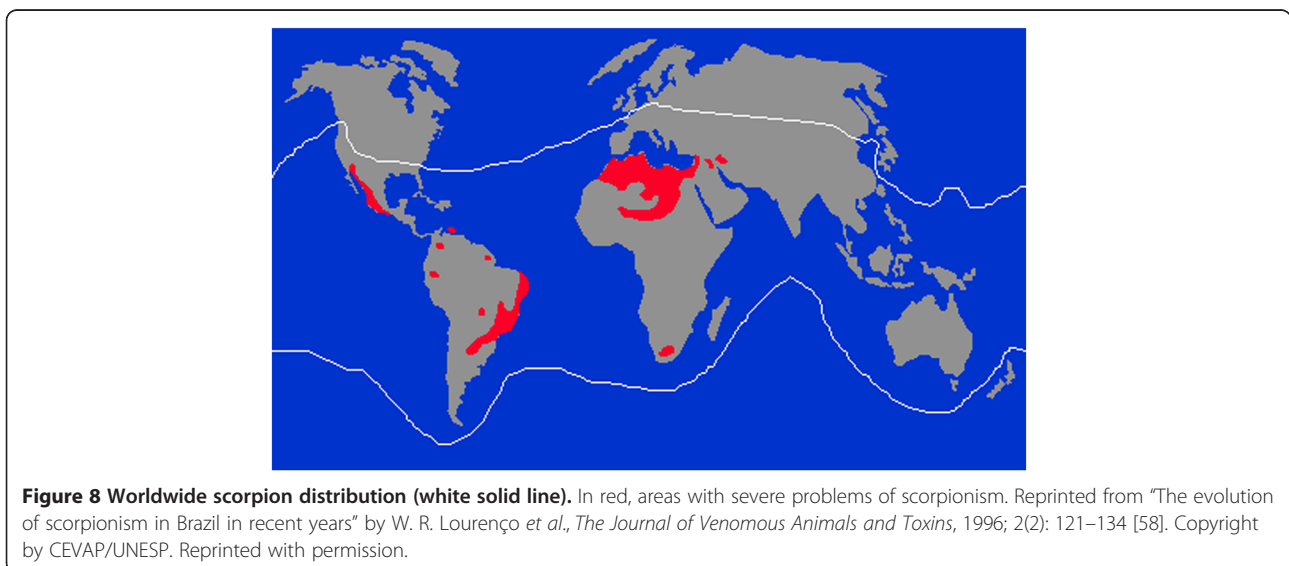 Figure 8 Worldwide scorpion distribution (white solid line). In red, areas with severe problems of scorpionism. Reprinted from “The evolution
of scorpionism in Brazil in recent years” by W. R. Lourenço et al., The Journal of Venomous Animals and Toxins, 1996; 2(2): 121–134 [58]. Copyright
by CEVAP/UNESP. Reprinted with permission.